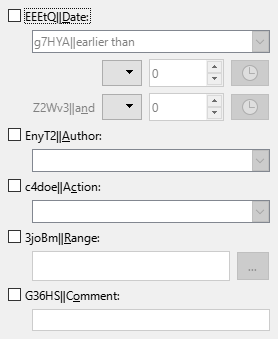 EEEtQ||Date:
g7HYA||earlier than
0
Z2Wv3||and
0
EnyT2||Author:
c4doe||Action:
3joBm||Range:
...
G36HS||Comment: